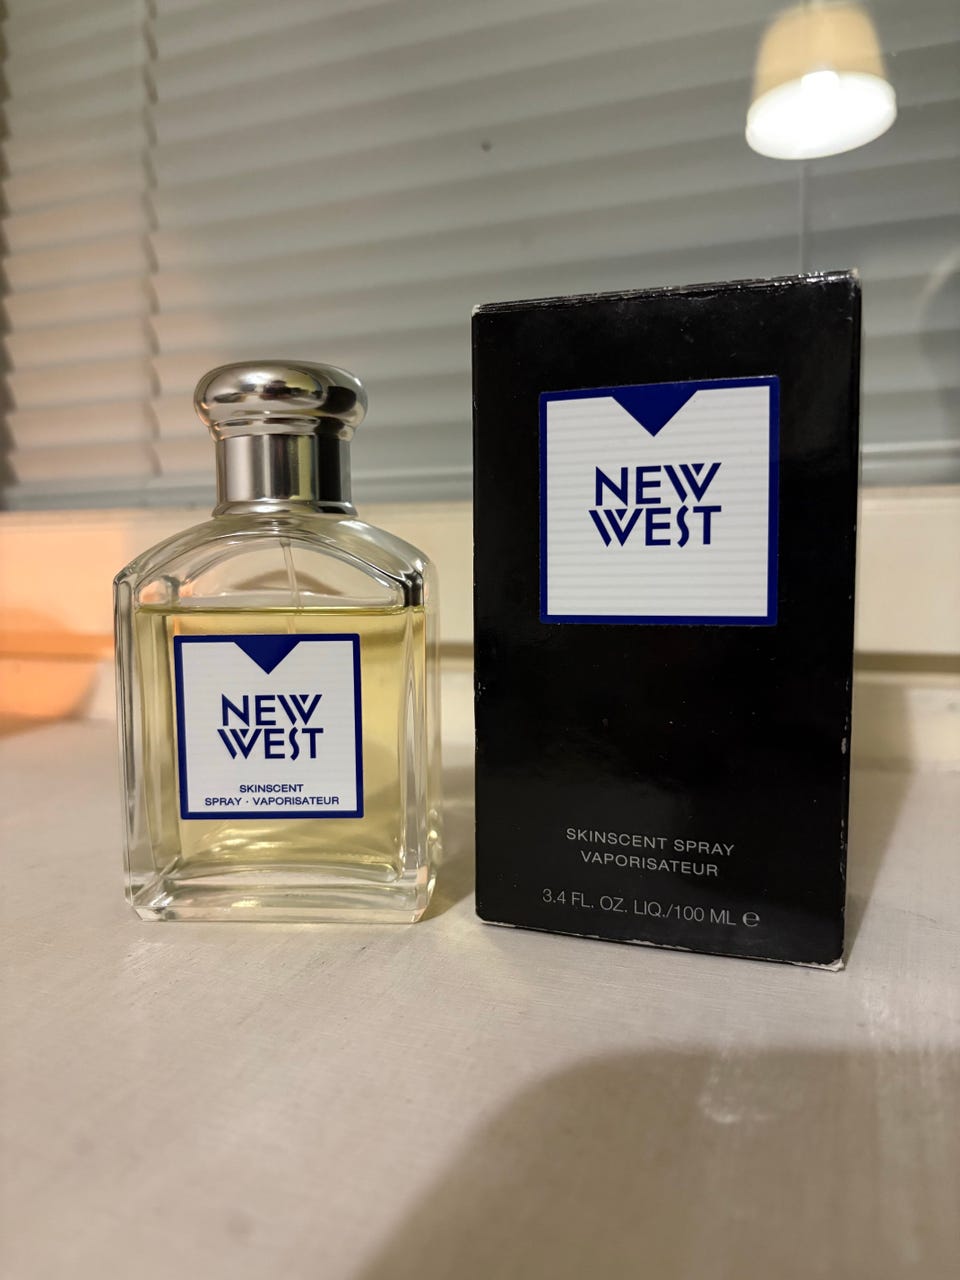 NEW
WEST
SKINSCENT
SPRAY · VAPORISATEUR
NEW
WEST
SKINSCENT SPRAY
VAPORISATEUR
3.4 FL. OZ. LIQ./100 ML ℮